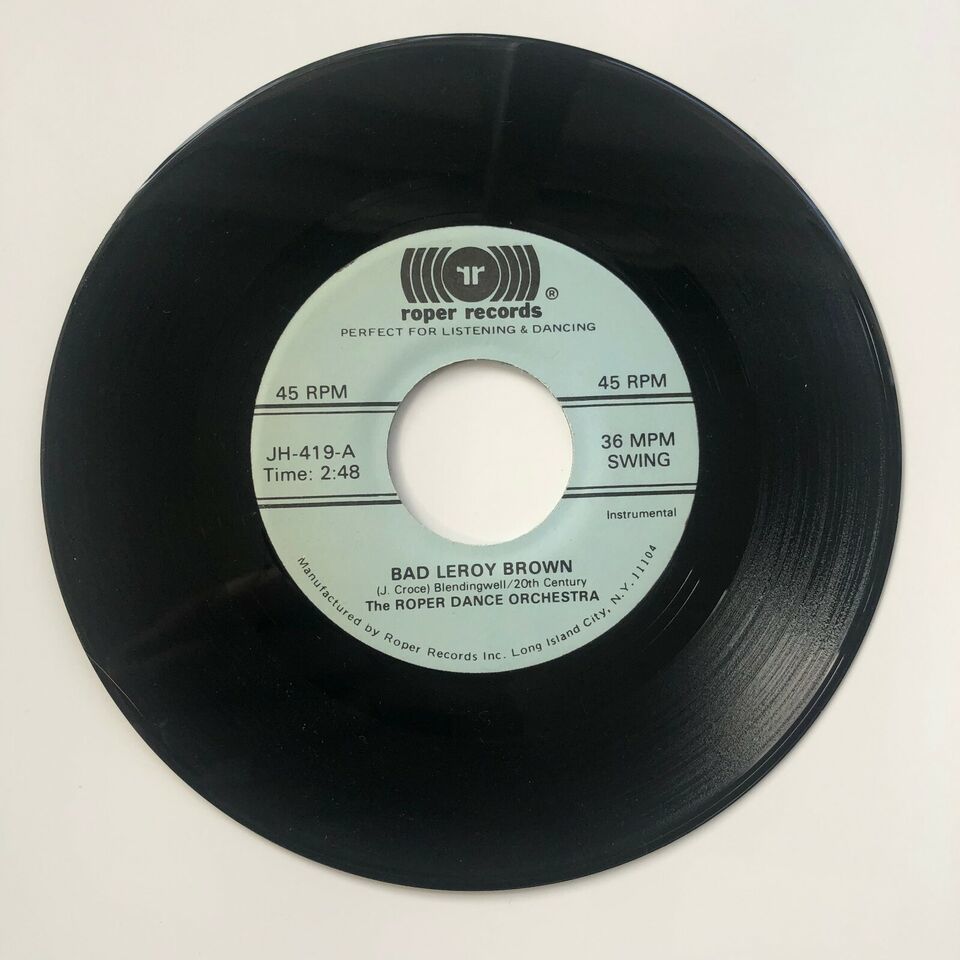 rr
®
roper records
PERFECT FOR LISTENING & DANCING
45 RPM
45 RPM
JH-419-A
Time: 2:48
36 MPM
SWING
Instrumental
BAD LEROY BROWN
(J. Croce) Blendingwell/20th Century
The ROPER DANCE ORCHESTRA
Manufactured by Roper Records Inc. Long Island City, N.Y. 11104